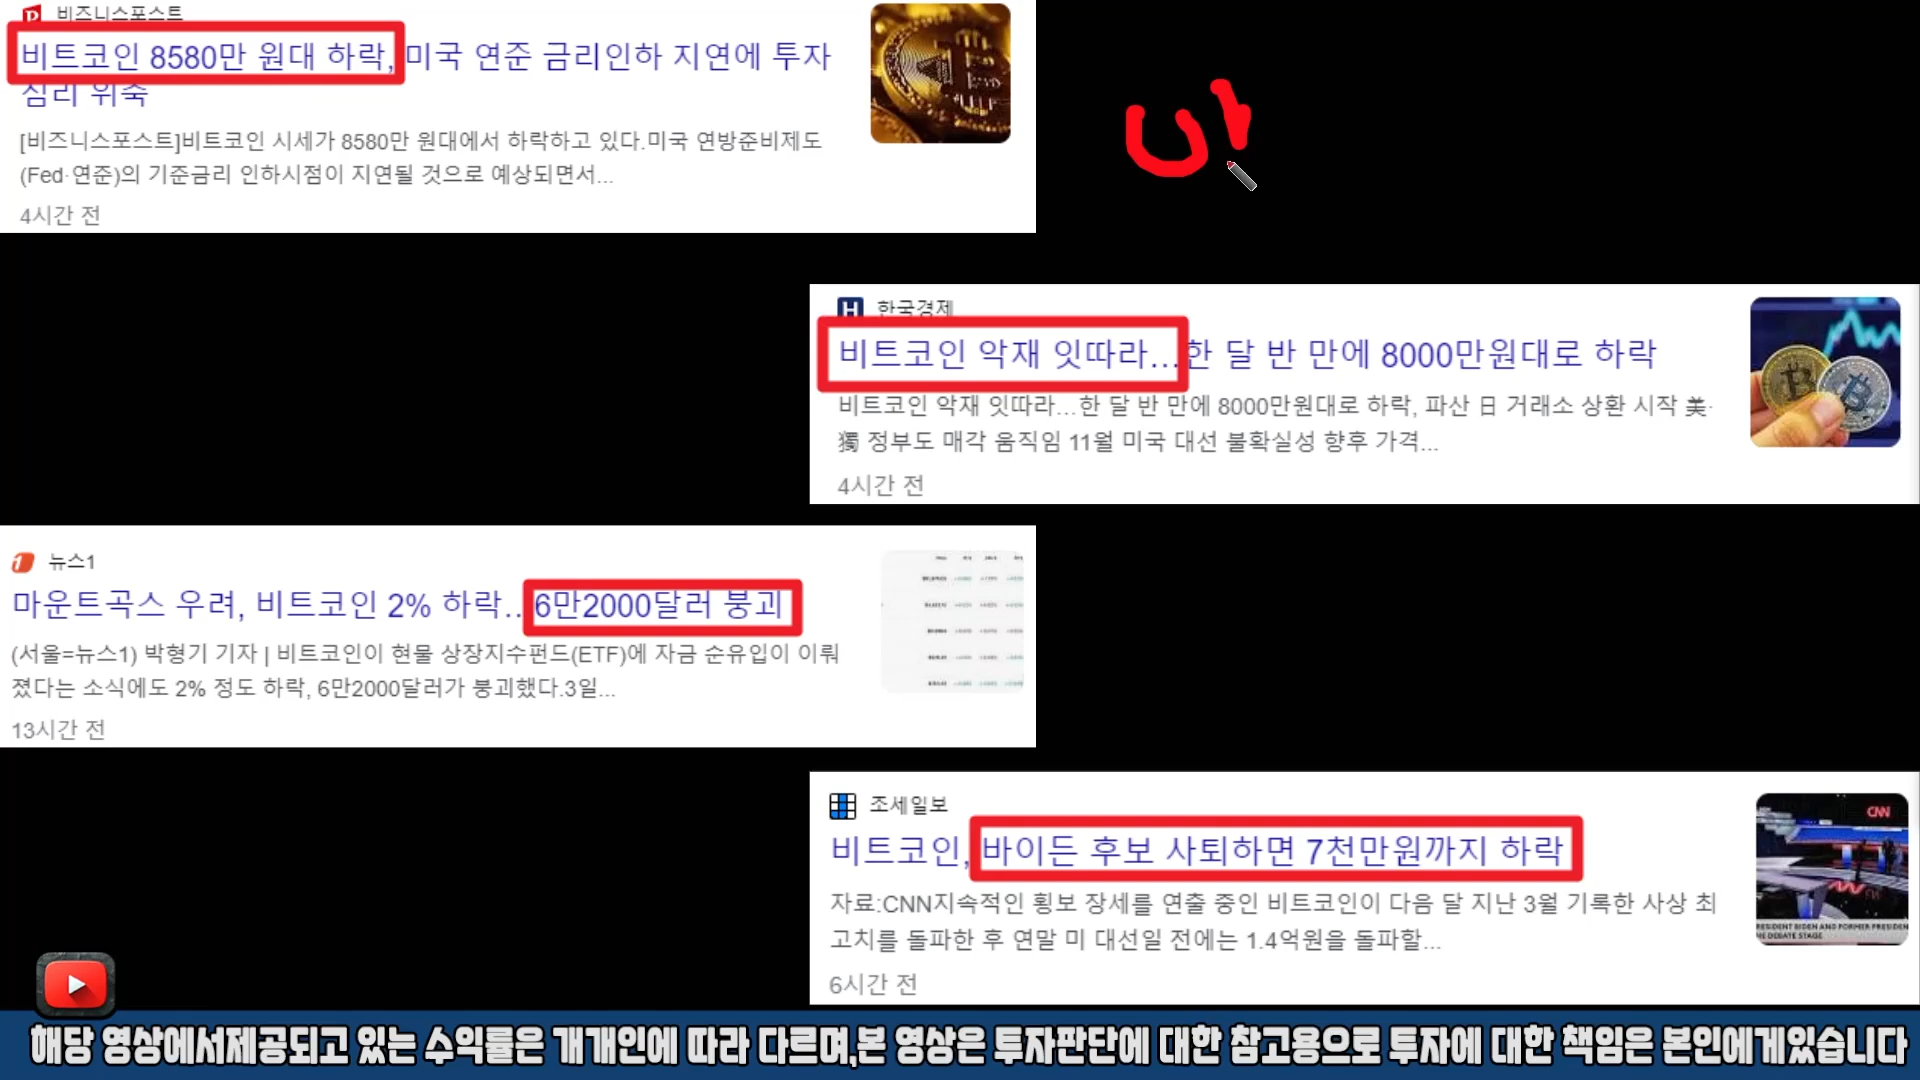 비즈니스포스트
비트코인 8580만 원대 하락, 미국 연준 금리인하 지연에 투자
심리 위축
[비즈니스포스트]비트코인 시세가 8580만 원대에서 하락하고 있다.미국 연방준비제도
(Fed·연준)의 기준금리 인하시점이 지연될 것으로 예상되면서...
4시간 전
한국경제
비트코인 악재 잇따라...한 달 반 만에 8000만원대로 하락
비트코인 악재 잇따라...한 달 반 만에 8000만원대로 하락, 파산 日 거래소 상환 시작 美·
獨 정부도 매각 움직임 11월 미국 대선 불확실성 향후 가격...
4시간 전
뉴스1
마운트곡스 우려, 비트코인 2% 하락...6만2000달러 붕괴
(서울=뉴스1) 박형기 기자 | 비트코인이 현물 상장지수펀드(ETF)에 자금 순유입이 이뤄
졌다는 소식에도 2% 정도 하락, 6만2000달러가 붕괴했다.3일...
13시간 전
조세일보
비트코인, 바이든 후보 사퇴하면 7천만원까지 하락
자료:CNN지속적인 횡보 장세를 연출 중인 비트코인이 다음 달 지난 3월 기록한 사상 최
고치를 돌파한 후 연말 미 대선일 전에는 1.4억원을 돌파할...
6시간 전
CNN
PRESIDENT BIDEN AND FORMER PRESIDEN
HE DEBATE STAGE
해당 영상에서제공되고 있는 수익률은 개개인에 따라 다르며,본 영상은 투자판단에 대한 참고용으로 투자에 대한 책임은 본인에게있습니다